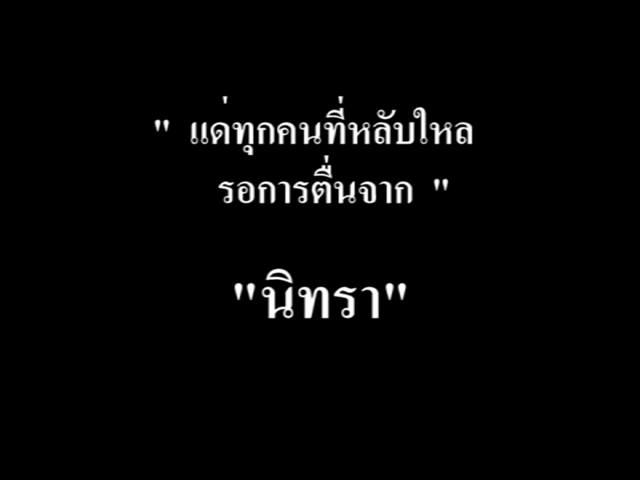 " แด่ทุกคนที่หลับใหล
รอการตื่นจาก "
"นิทรา"